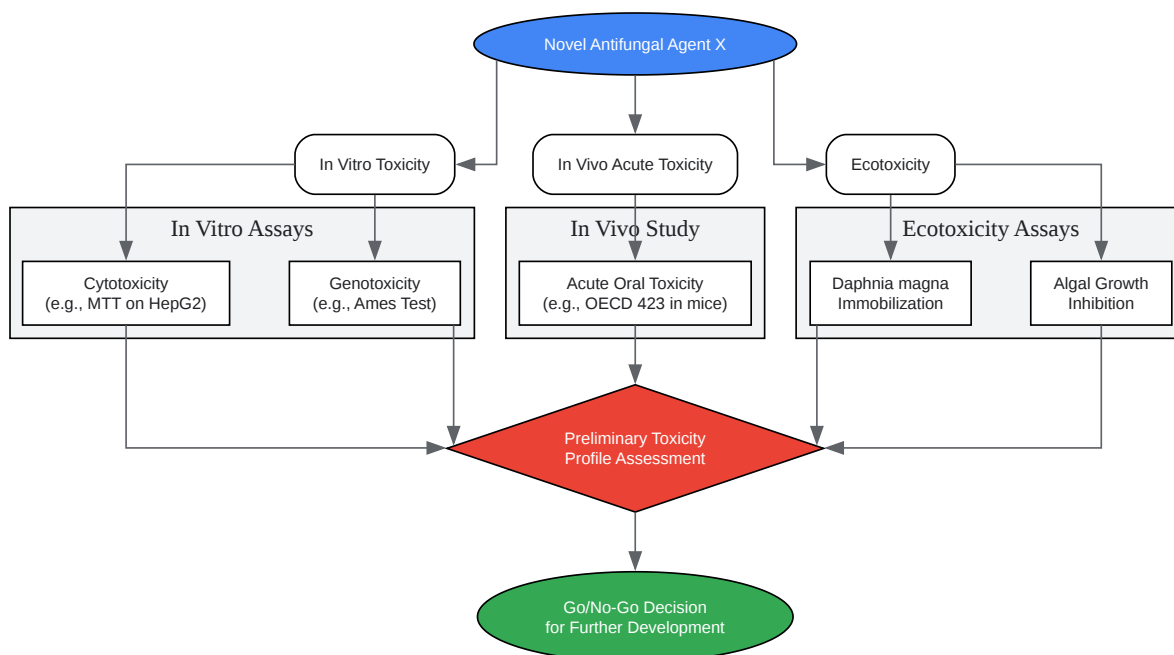 Novel Antifungal Agent X
In Vitro Toxicity
In Vivo Acute Toxicity
Ecotoxicity
In Vitro Assays
In Vivo Study
Ecotoxicity Assays
Cytotoxicity
(e.g., MTT on HepG2)
Genotoxicity
(e.g., Ames Test)
Acute Oral Toxicity
(e.g., OECD 423 in mice)
Daphnia magna
Immobilization
Algal Growth
Inhibition
Preliminary Toxicity
Profile Assessment
Go/No-Go Decision
for Further Development